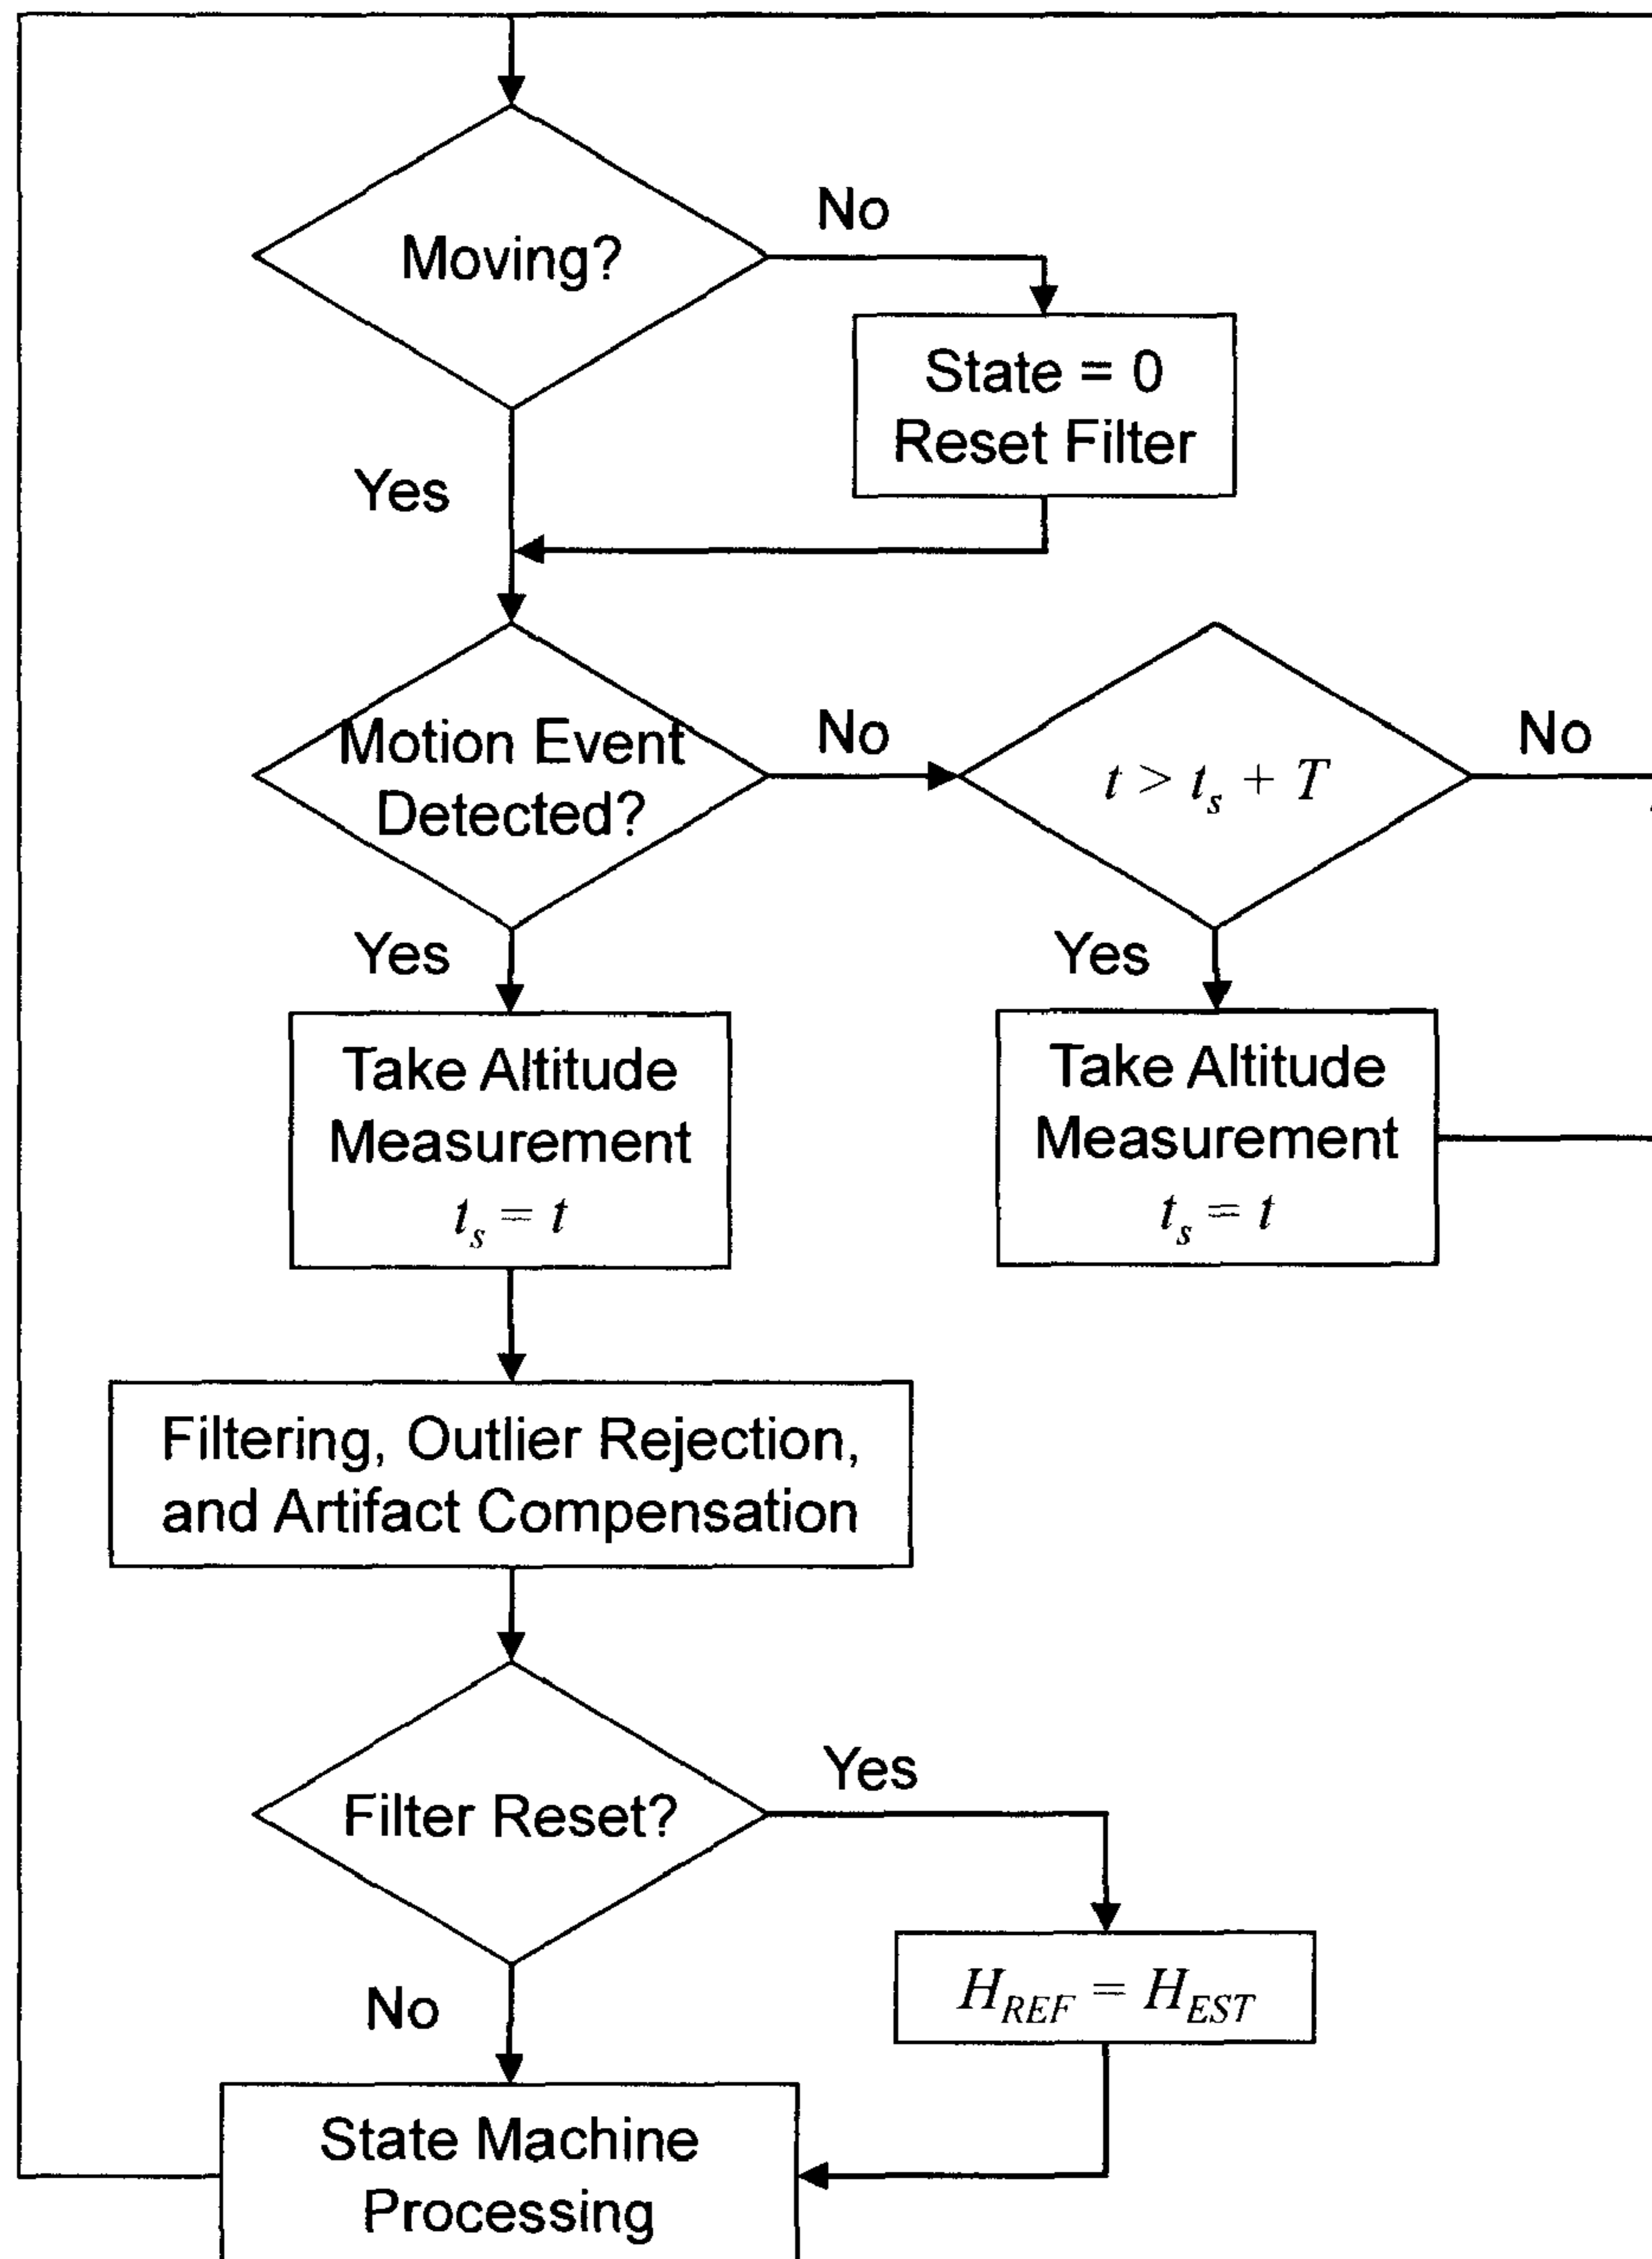 Moving?
No
State = 0
Reset Filter
Yes
Motion Event
Detected?
No
t > t_s + T
No
Yes
Take Altitude
Measurement
t_s = t
Yes
Take Altitude
Measurement
t_s = t
Filtering, Outlier Rejection,
and Artifact Compensation
Filter Reset?
Yes
H_REF = H_EST
No
State Machine
Processing